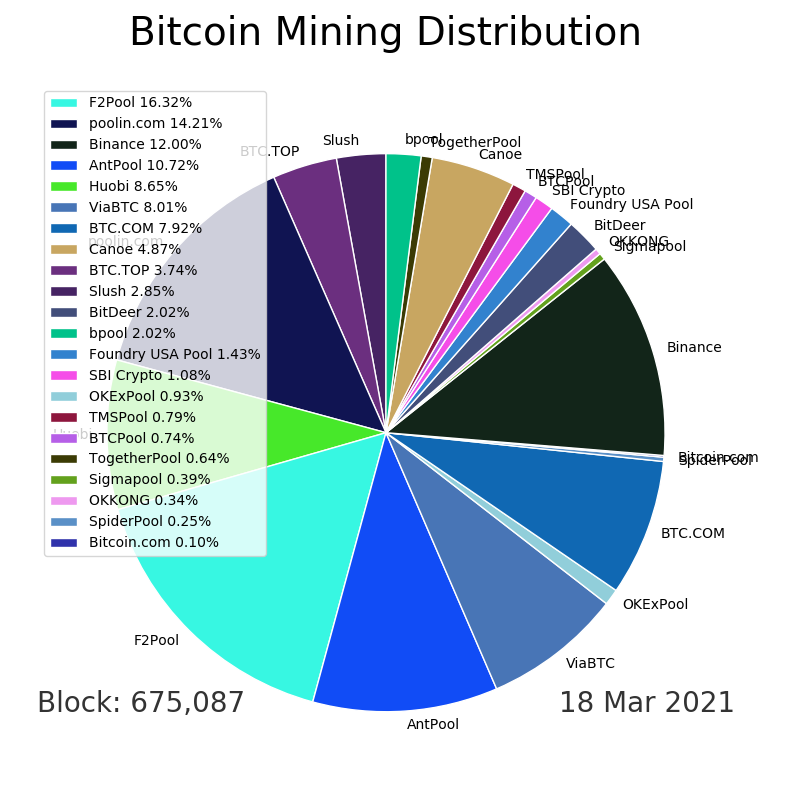 Bitcoin Mining Distribution
F2Pool 16.32%
poolin.com 14.21%
Binance 12.00%
AntPool 10.72%
Huobi 8.65%
ViaBTC 8.01%
BTC.COM 7.92%
Canoe 4.87%
BTC.TOP 3.74%
Slush 2.85%
BitDeer 2.02%
bpool 2.02%
Foundry USA Pool 1.43%
SBI Crypto 1.08%
OKExPool 0.93%
TMSPool 0.79%
BTCPool 0.74%
TogetherPool 0.64%
Sigmapool 0.39%
OKKONG 0.34%
SpiderPool 0.25%
Bitcoin.com 0.10%
bpool
TogetherPool
Canoe
TMSPool
BTCPool
SBI Crypto
Foundry USA Pool
BitDeer
OKKONG
Sigmapool
Binance
Bitcoin.com
SpiderPool
BTC.COM
OKExPool
ViaBTC
AntPool
F2Pool
Huobi
poolin.com
BTC.TOP
Slush
Block: 675,087
18 Mar 2021